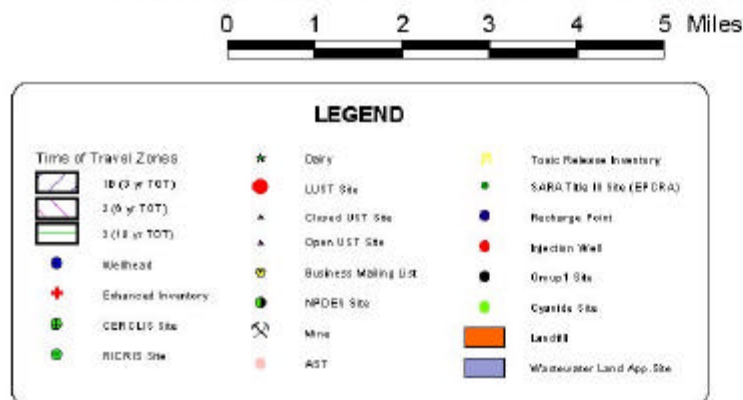 0 1 2 3 4 5 Miles
LEGEND
Time of Travel Zones
1B (3 yr TOT)
2 (6 yr TOT)
3 (10 yr TOT)
Wellhead
Enhanced Inventory
CERCLIS Site
RICRIS Site
Dairy
LUST Site
Closed UST Site
Open UST Site
Business Mailing List
NPDES Site
Mine
AST
Toxic Release Inventory
SARA Title III Site (EPCRA)
Recharge Point
Injection Well
Group1 Site
Cyanide Site
Landfill
Wastewater Land App. Site